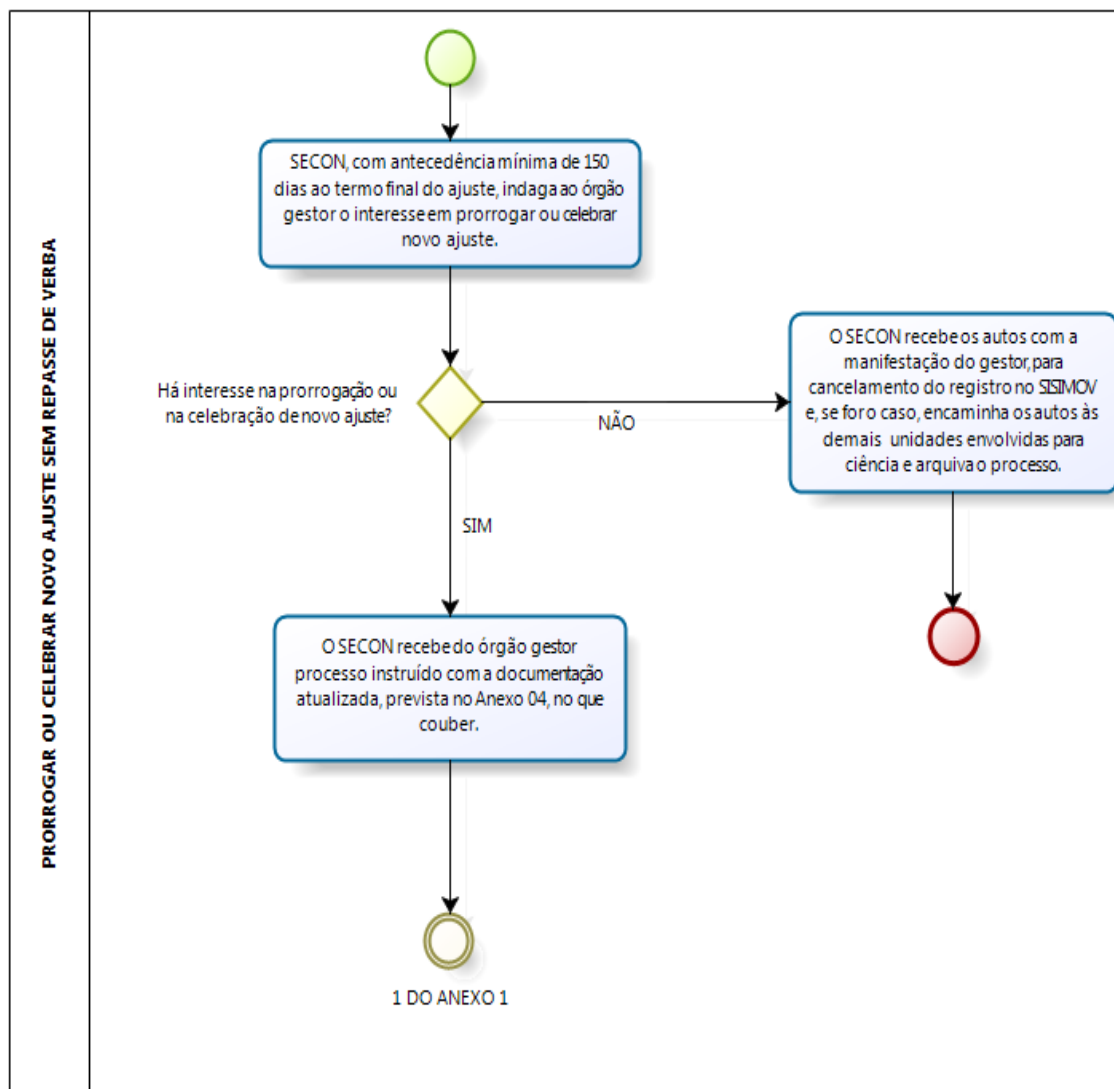 PRORROGAR OU CELEBRAR NOVO AJUSTE SEM REPASSE DE VERBA
SECON, com antecedência mínima de 150
dias ao termo final do ajuste, indaga ao órgão
gestor o interesse em prorrogar ou celebrar
novo ajuste.
Há interesse na prorrogação ou
na celebração de novo ajuste?
NÃO
O SECON recebe os autos com a
manifestação do gestor, para
cancelamento do registro no SISIMOV
e, se for o caso, encaminha os autos às
demais unidades envolvidas para
ciência e arquiva o processo.
SIM
O SECON recebe do órgão gestor
processo instruído com a documentação
atualizada, prevista no Anexo 04, no que
couber.
1 DO ANEXO 1